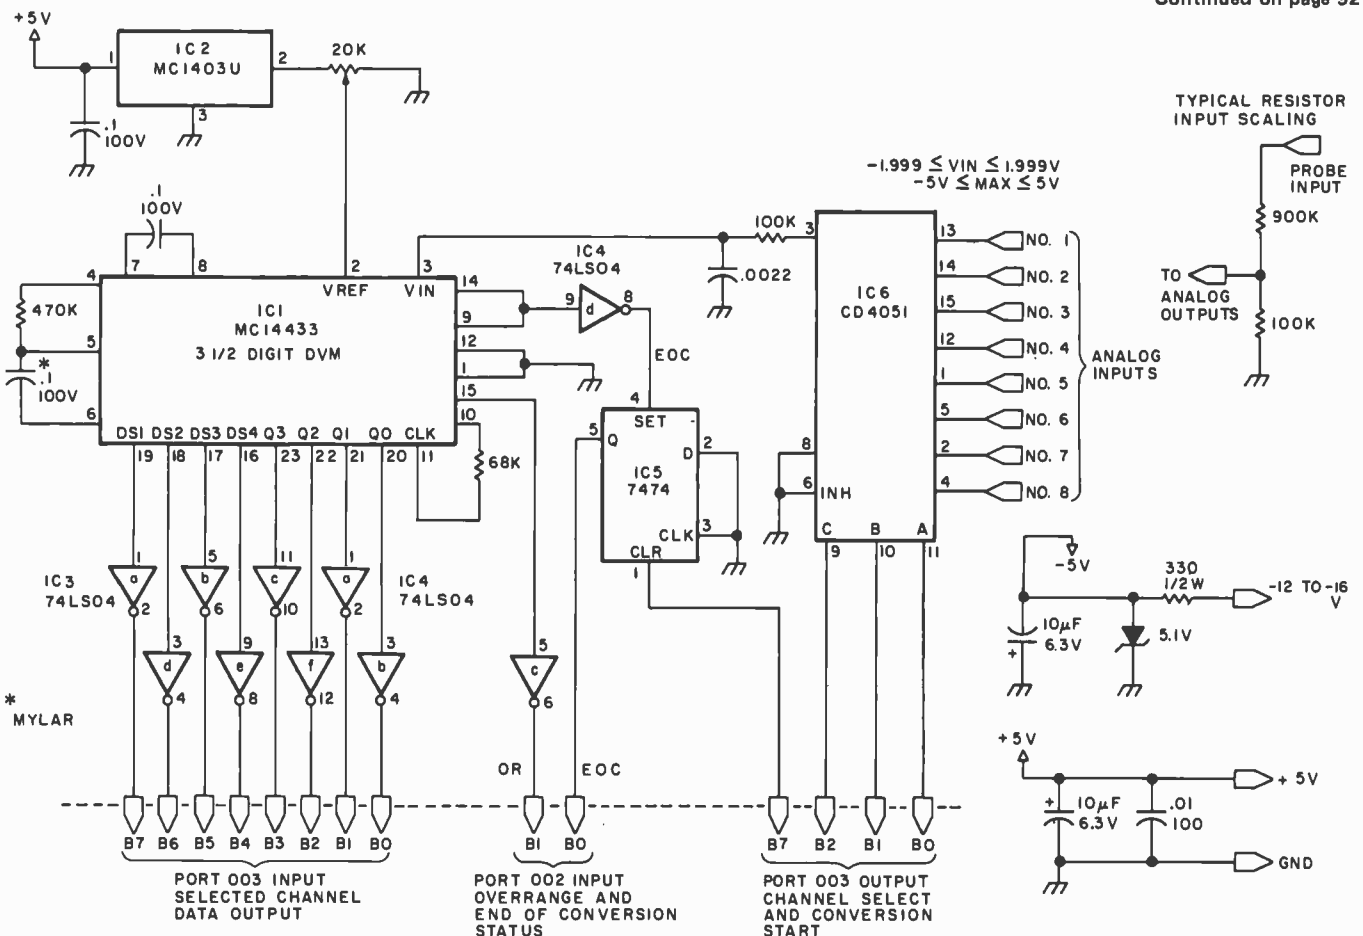 Continued on page 92
+5V
1
IC2
MC1403U
2
3
20K
.1
100V
TYPICAL RESISTOR
INPUT SCALING
PROBE
INPUT
900K
TO
ANALOG
OUTPUTS
100K
-1.999 ≤ VIN ≤ 1.999V
-5V ≤ MAX ≤ 5V
.1
100V
7
8
2
3
VREF
VIN
IC1
MC14433
3 1/2 DIGIT DVM
4
470K
5
*
.1
100V
6
14
9
12
1
15
10
68K
DS1
DS2
DS3
DS4
Q3
Q2
Q1
Q0
CLK
19
18
17
16
23
22
21
20
11
IC4
74LS04
9
d
8
EOC
100K
.0022
3
IC6
CD4051
8
6
INH
C
B
A
9
10
11
13
NO. 1
14
NO. 2
15
NO. 3
12
NO. 4
1
NO. 5
5
NO. 6
2
NO. 7
4
NO. 8
ANALOG
INPUTS
4
SET
5
Q
D
2
IC5
7474
CLK
3
CLR
1
IC3
74LS04
1
a
2
5
b
6
11
c
10
1
a
2
IC4
74LS04
3
d
4
9
e
8
13
f
12
3
b
4
5
c
6
*
MYLAR
OR
EOC
-5V
330
1/2W
-12 TO -16
V
10µF
6.3V
+
5.1V
+5V
+
10µF
6.3V
.01
100
+ 5V
GND
B7
B6
B5
B4
B3
B2
B1
B0
B1
B0
B7
B2
B1
B0
PORT 003 INPUT
SELECTED CHANNEL
DATA OUTPUT
PORT 002 INPUT
OVERRANGE AND
END OF CONVERSION
STATUS
PORT 003 OUTPUT
CHANNEL SELECT
AND CONVERSION
START